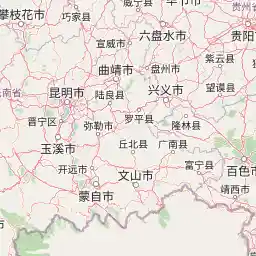 威宁县
毕节市
贵州省
攀枝花市
巧家县
六盘水市
贵阳
宣威市
紫云县
曲靖市
盘州市
望谟县
云南省
昆明市
陆良县
兴义市
晋宁区
弥勒市
罗平县
隆林县
玉溪市
丘北县
广南县
开远市
富宁县
百色市
文山市
靖西市
蒙自市